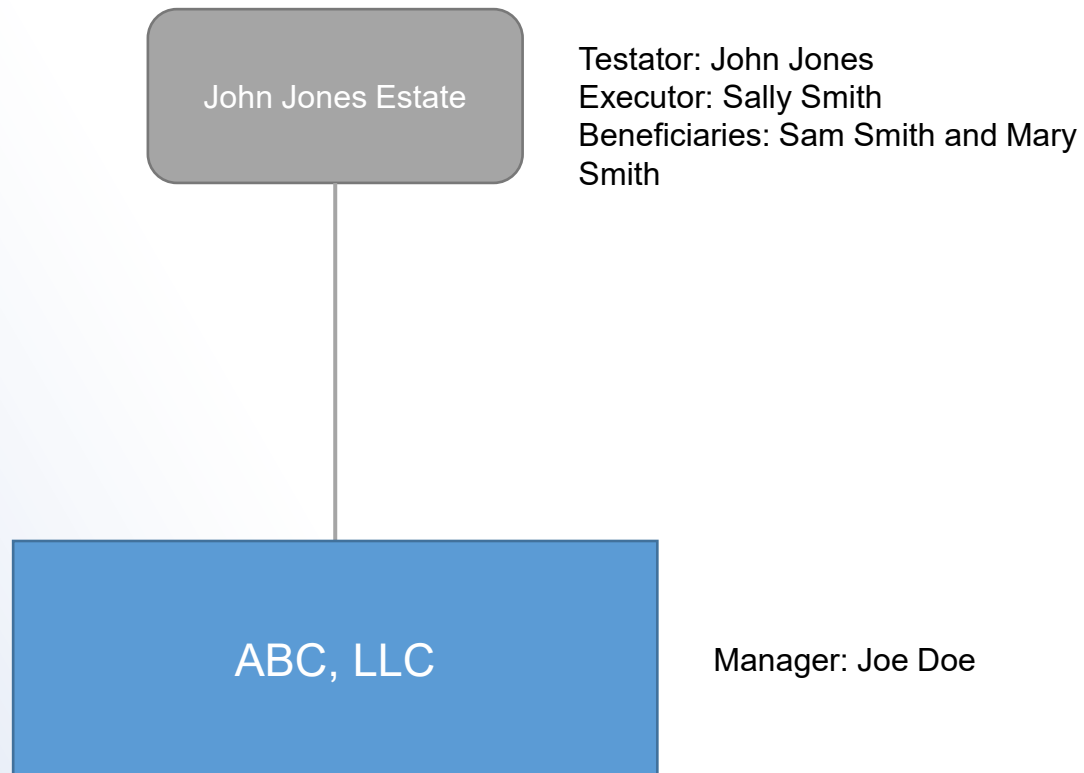 John Jones Estate
Testator: John Jones
Executor: Sally Smith
Beneficiaries: Sam Smith and Mary
Smith
ABC, LLC
Manager: Joe Doe